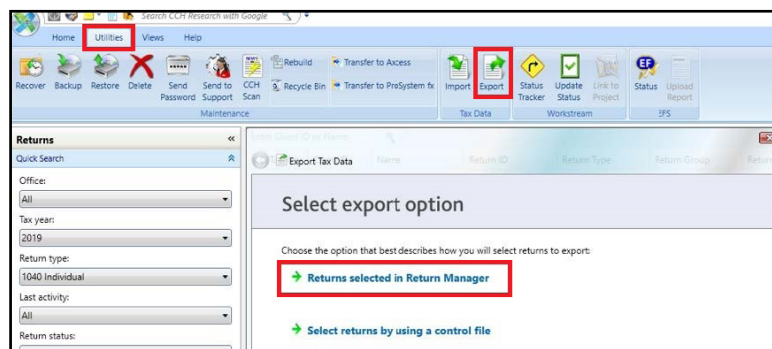 Search CCH Research with Google
Home Utilities Views Help
Recover Backup Restore Delete Send Password Send to Support CCH Scan Rebuild Recycle Bin Transfer to Axcess Transfer to ProSystem fx Import Export Status Tracker Update Status Link to Project Status Upload Report
Maintenance Tax Data Workstream EFS
Returns «
Quick Search
Office:
All
Tax year:
2019
Return type:
1040 Individual
Last activity:
All
Return status:
Name Return ID Return Type Return Group
Export Tax Data
Select export option
Choose the option that best describes how you will select returns to export:
Returns selected in Return Manager
Select returns by using a control file